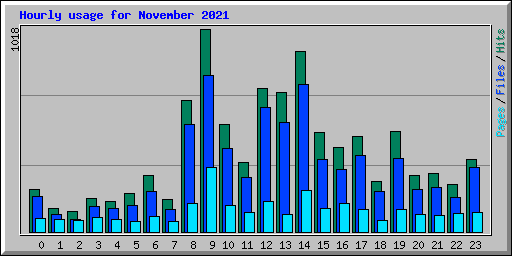 Hourly usage for November 2021
1018
Pages / Files / Hits
0 1 2 3 4 5 6 7 8 9 10 11 12 13 14 15 16 17 18 19 20 21 22 23